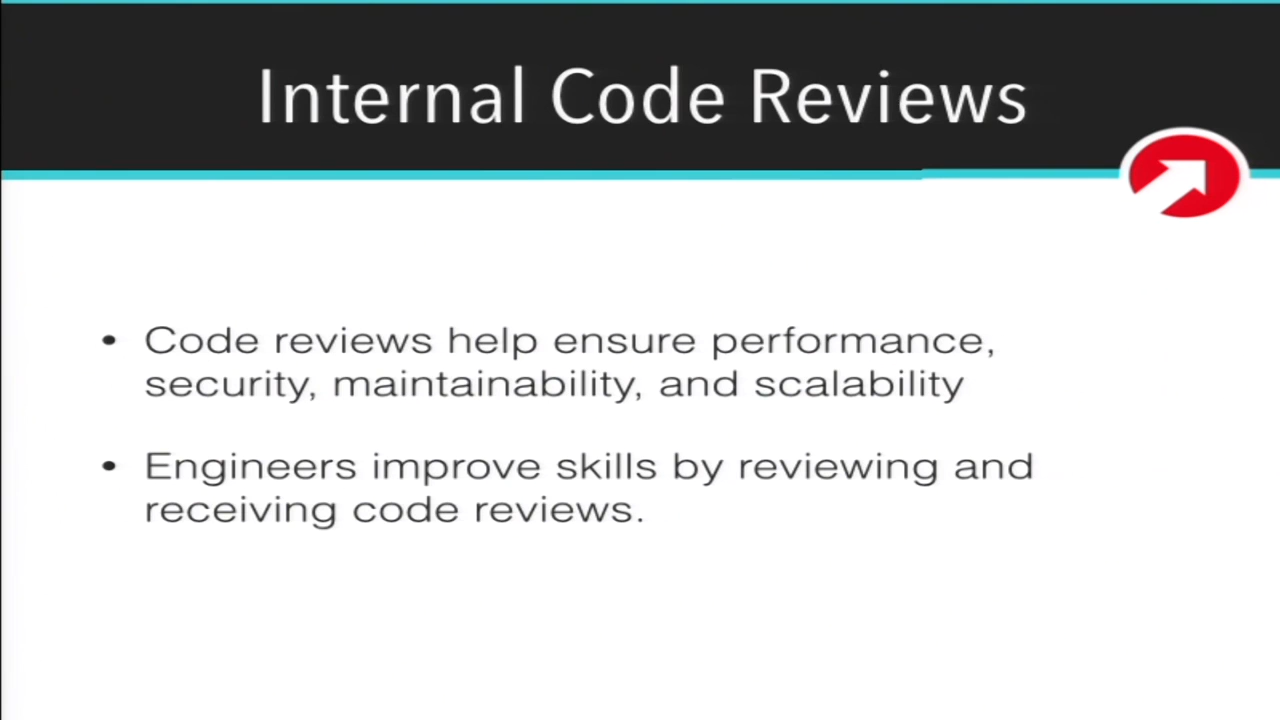 Internal Code Reviews
• Code reviews help ensure performance,
security, maintainability, and scalability
• Engineers improve skills by reviewing and
receiving code reviews.